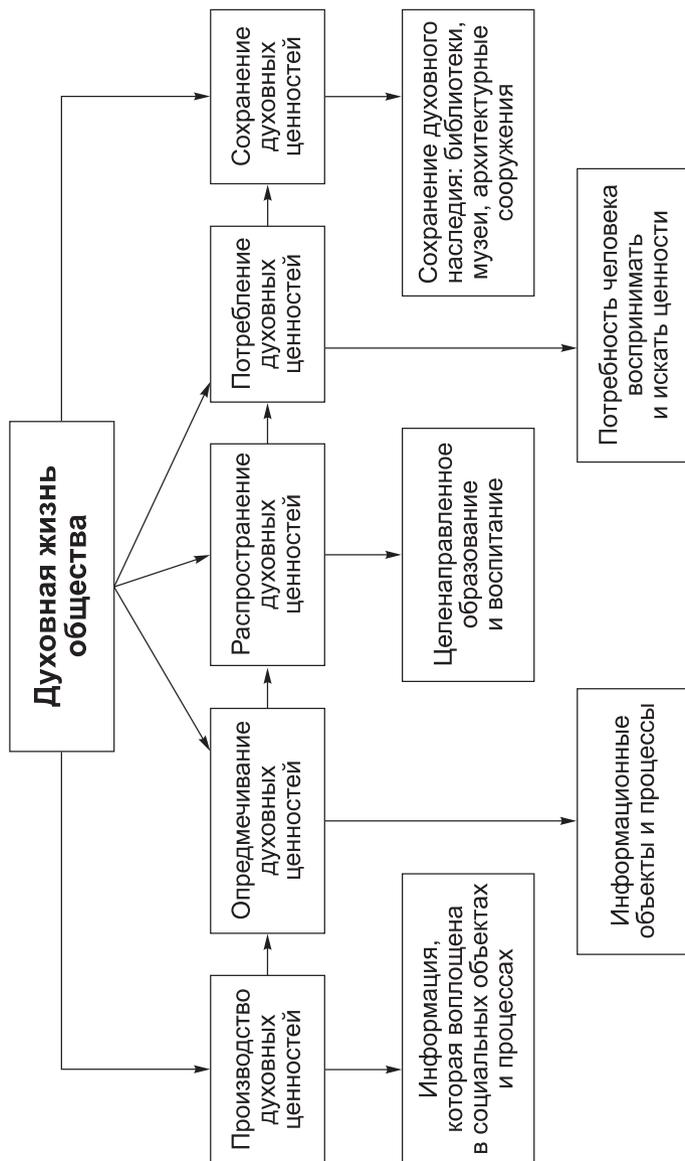 Духовная жизнь
общества
Производство
духовных
ценностей
Опредмечивание
духовных
ценностей
Распространение
духовных
ценностей
Потребление
духовных
ценностей
Сохранение
духовных
ценностей
Информация,
которая воплощена
в социальных объектах
и процессах
Целенаправленное
образование
и воспитание
Сохранение духовного
наследия: библиотеки,
музеи, архитектурные
сооружения
Информационные
объекты и процессы
Потребность человека
воспринимать
и искать ценности